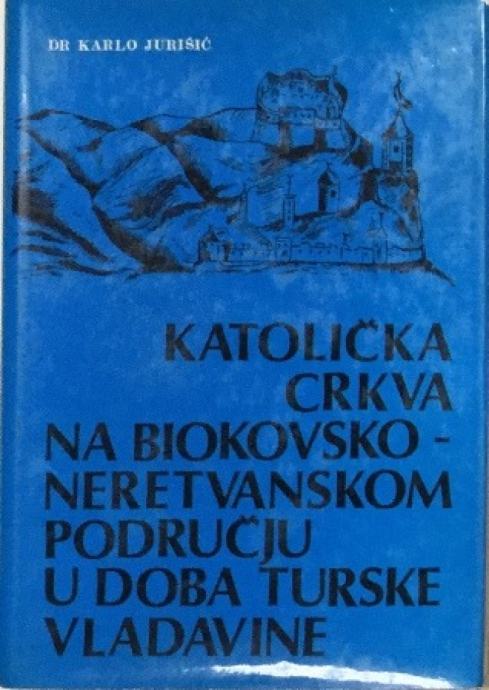 DR KARLO JURIŠIĆ
KATOLIČKA
CRKVA
NA BIOKOVSKO-
NERETVANSKOM
PODRUČJU
U DOBA TURSKE
VLADAVINE